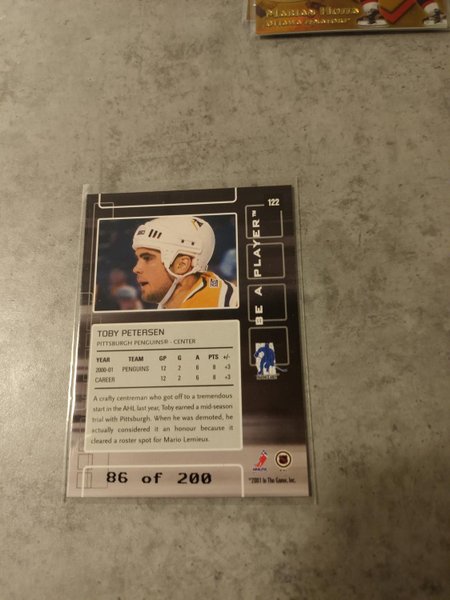 MARIAN HOSSA
OTTAWA SENATORS
122
BE A PLAYER™
TOBY PETERSEN
PITTSBURGH PENGUINS® - CENTER
YEAR TEAM GP G A PTS +/-
2000-01 PENGUINS 12 2 6 8 +3
CAREER 12 2 6 8 +3
A crafty centreman who got off to a tremendous
start in the AHL last year, Toby earned a mid-season
trial with Pittsburgh. When he was demoted, he
actually considered it an honour because it
cleared a roster spot for Mario Lemieux.
86 of 200
©2001 In The Game, Inc.